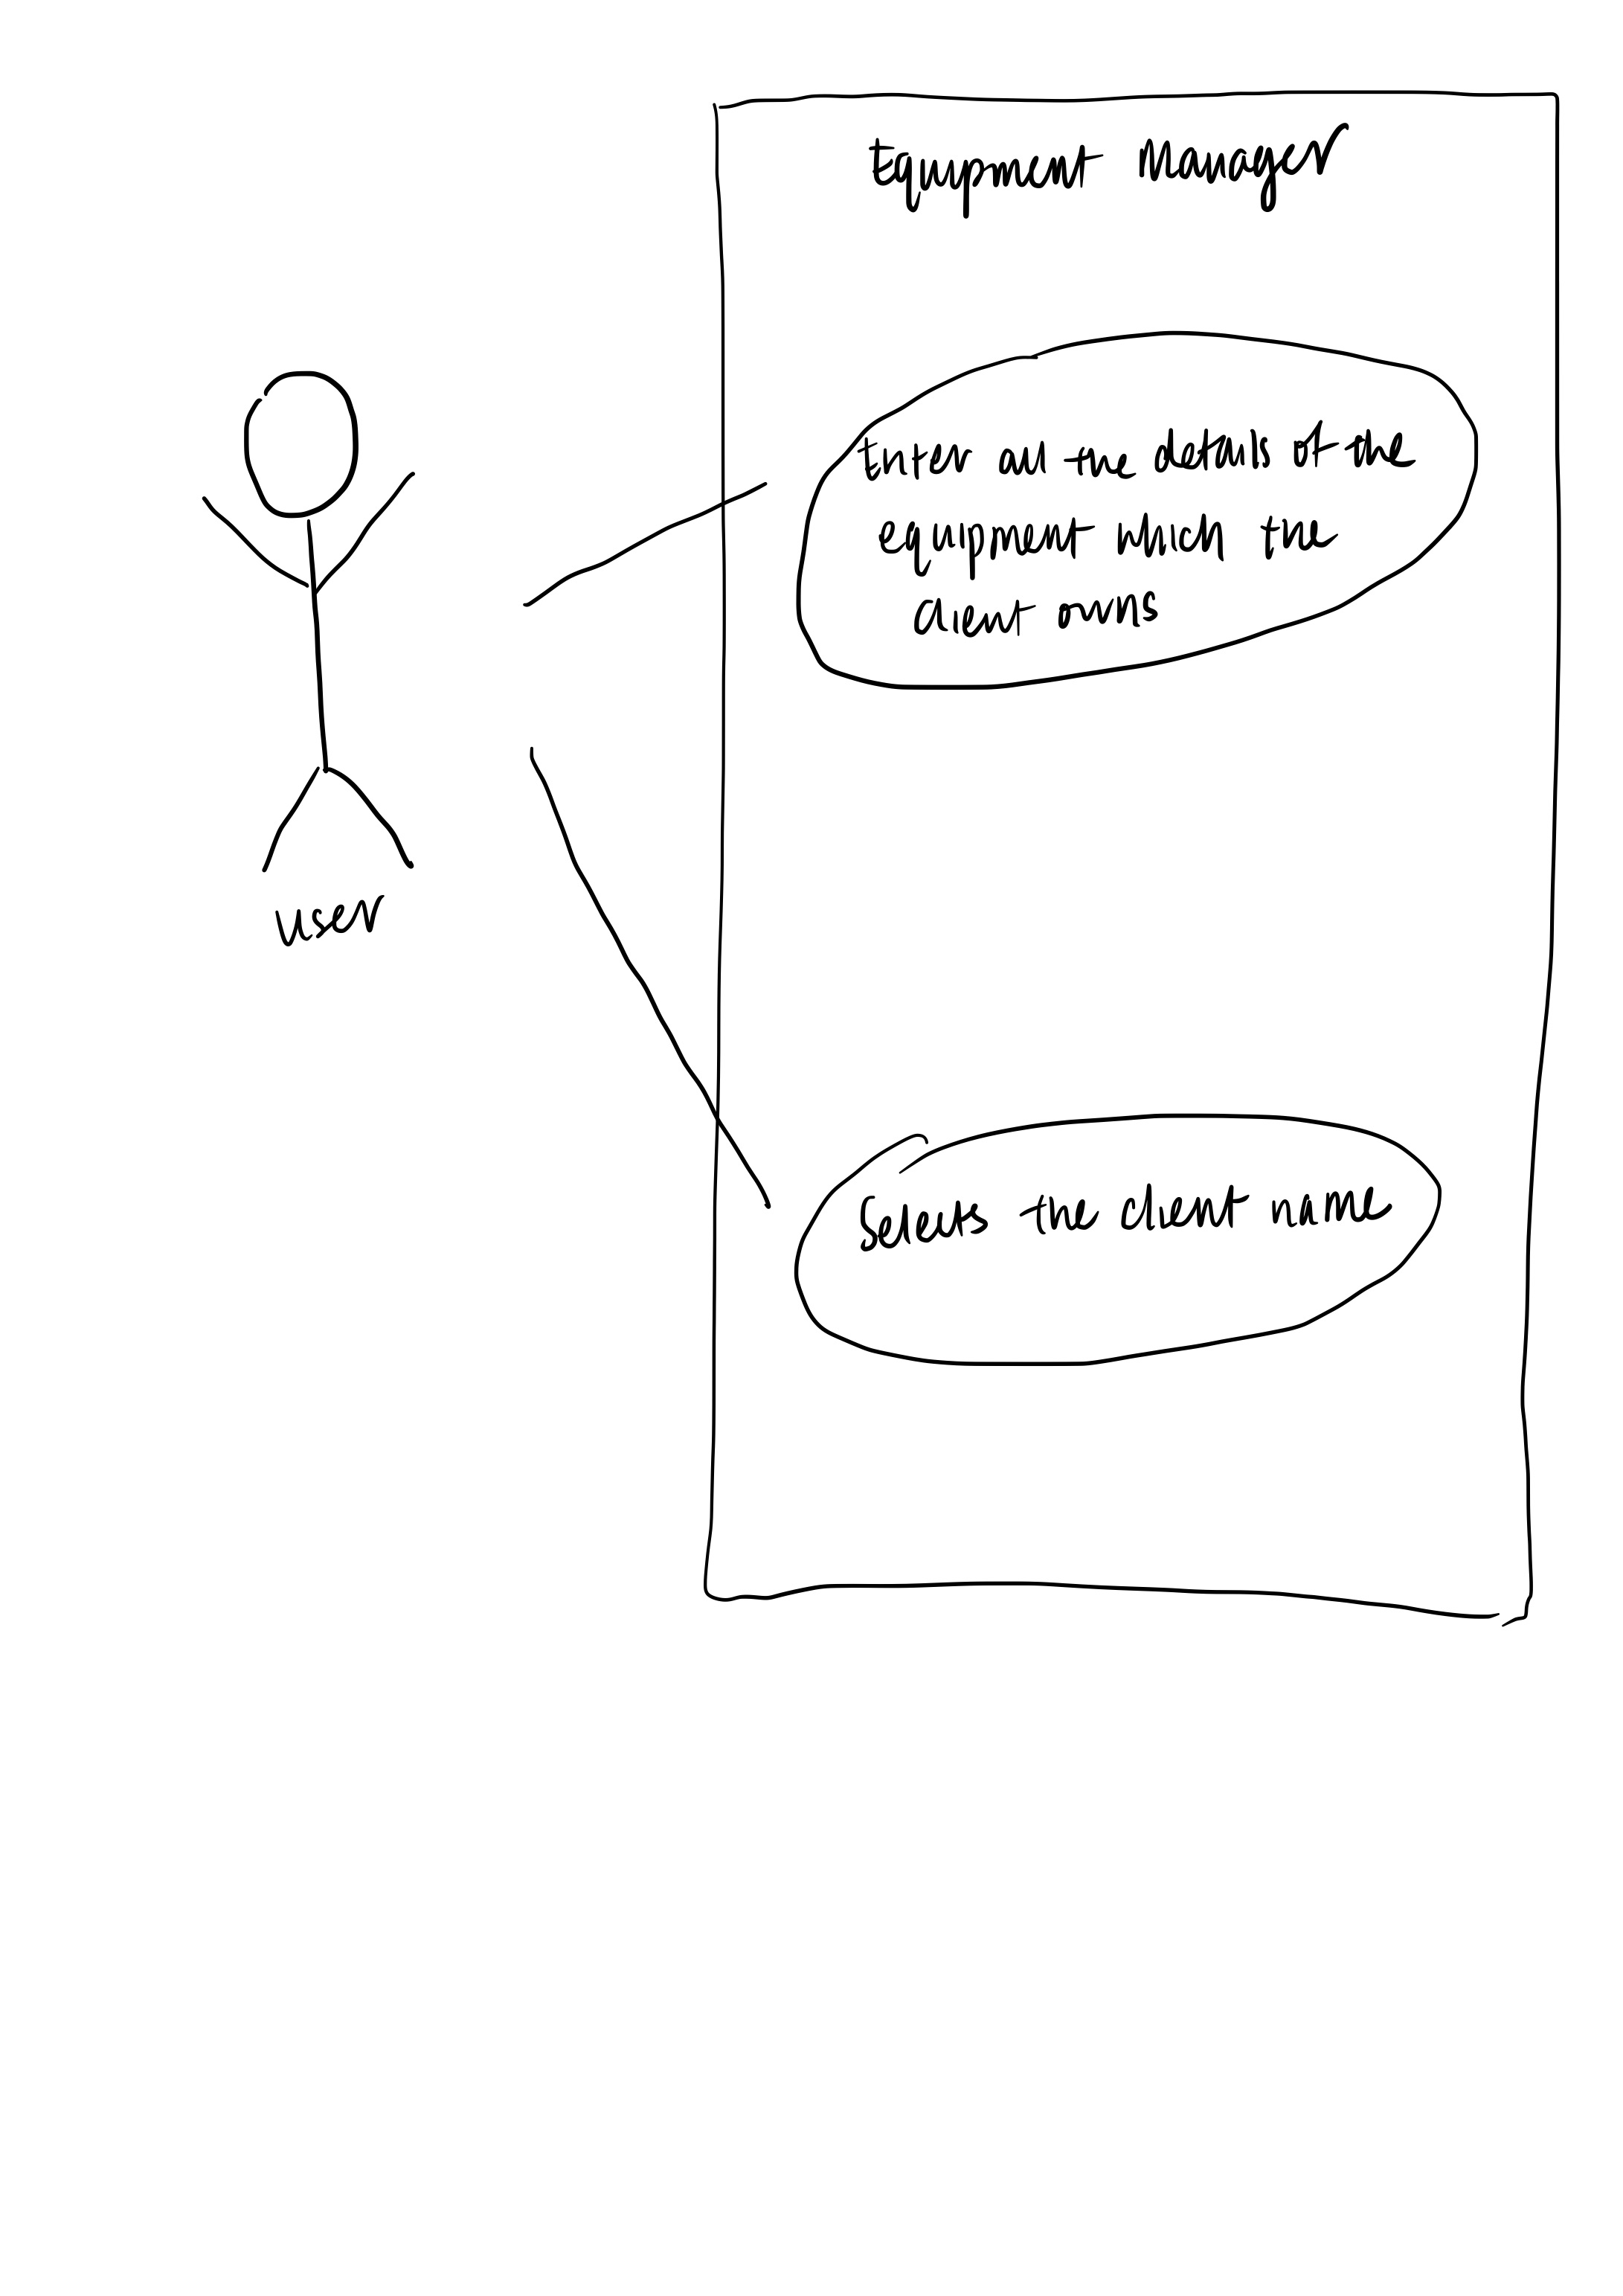 Equipment Manager
Enter all the details of the
equipment which the
client owns
Selects the client name
user